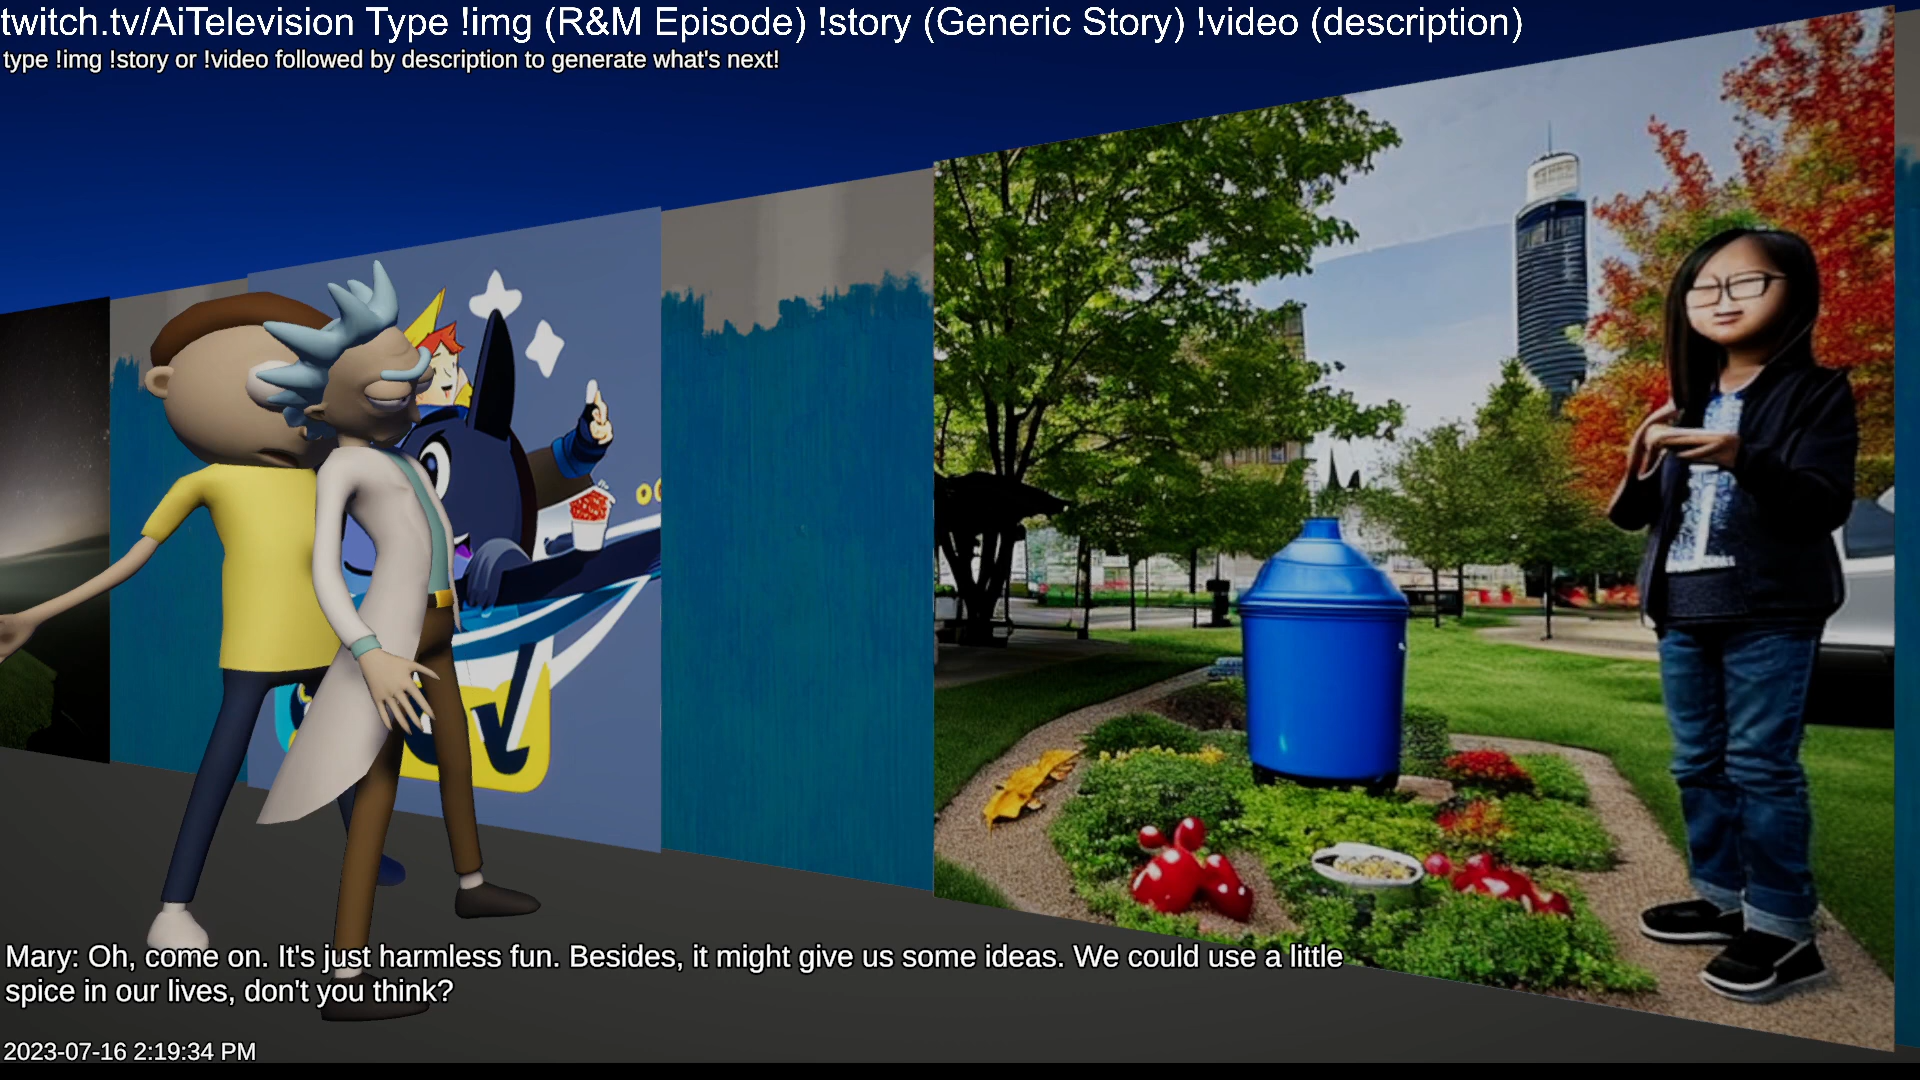 twitch.tv/AiTelevision Type !img (R&M Episode) !story (Generic Story) !video (description)
type !img !story or !video followed by description to generate what's next!
Mary: Oh, come on. It's just harmless fun. Besides, it might give us some ideas. We could use a little
spice in our lives, don't you think?
2023-07-16 2:19:34 PM